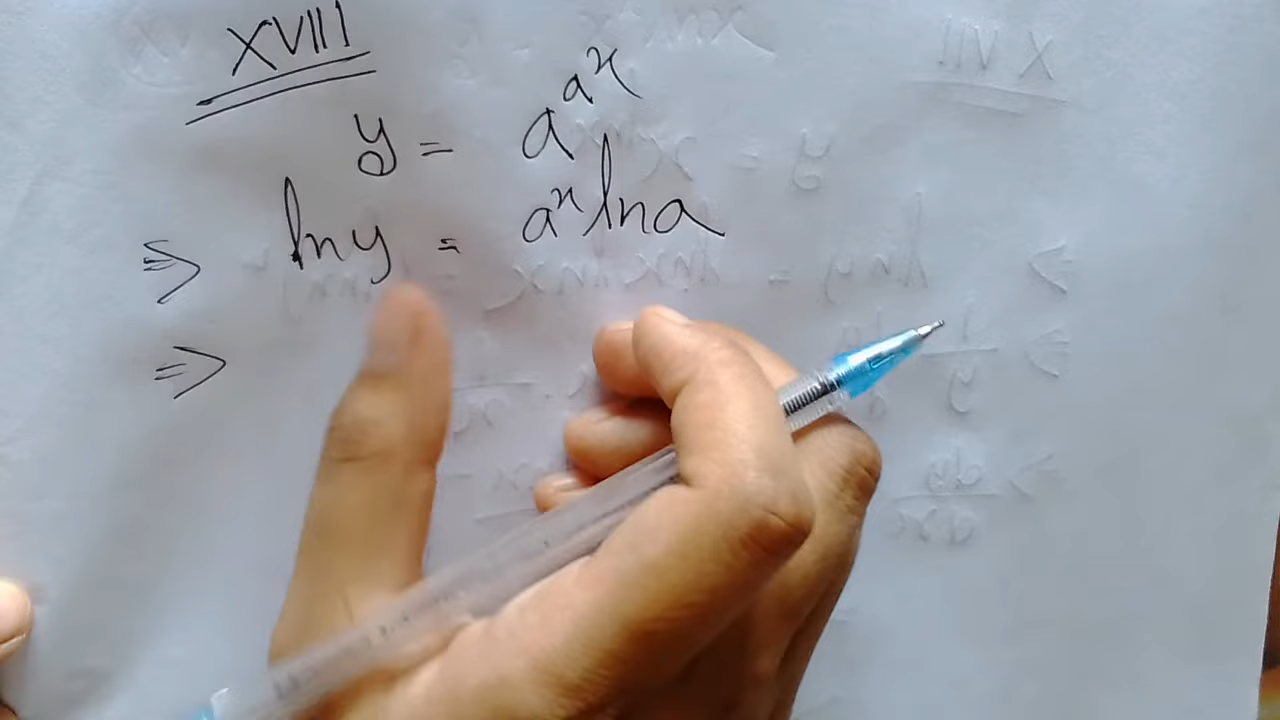 XVIII
y = a^{a^x}
⇒ ln y = a^x ln a
⇒